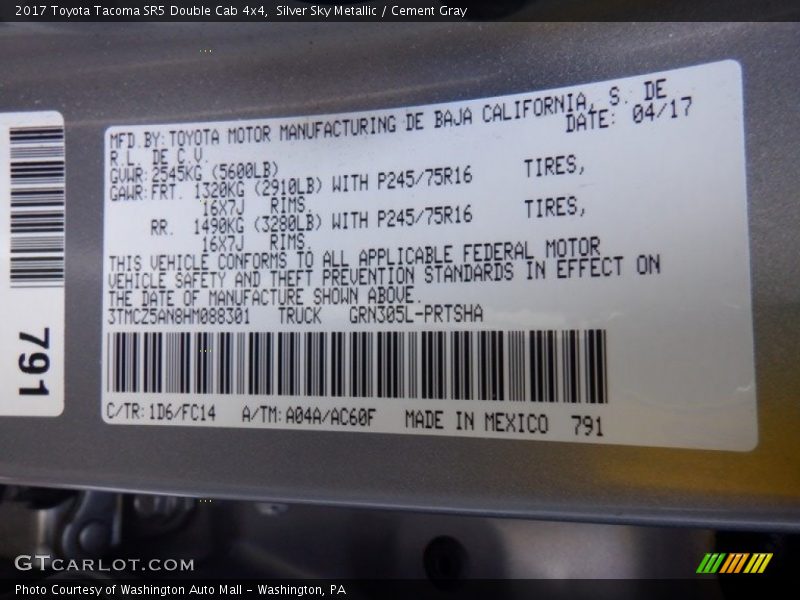 2017 Toyota Tacoma SR5 Double Cab 4x4,  Silver Sky Metallic / Cement Gray
MFD.BY:TOYOTA MOTOR MANUFACTURING DE BAJA CALIFORNIA, S. DE
R.L. DE C.V. DATE: 04/17
GVWR:2545KG (5600LB)
GAWR:FRT. 1320KG (2910LB) WITH P245/75R16 TIRES,
16X7J RIMS.
RR. 1490KG (3280LB) WITH P245/75R16 TIRES,
16X7J RIMS.
THIS VEHICLE CONFORMS TO ALL APPLICABLE FEDERAL MOTOR
VEHICLE SAFETY AND THEFT PREVENTION STANDARDS IN EFFECT ON
THE DATE OF MANUFACTURE SHOWN ABOVE.
3TMCZ5AN8HM088301 TRUCK GRN305L-PRTSHA
C/TR:1D6/FC14 A/TM:A04A/AC60F MADE IN MEXICO 791
791
GTCARLOT.COM
Photo Courtesy of Washington Auto Mall - Washington, PA